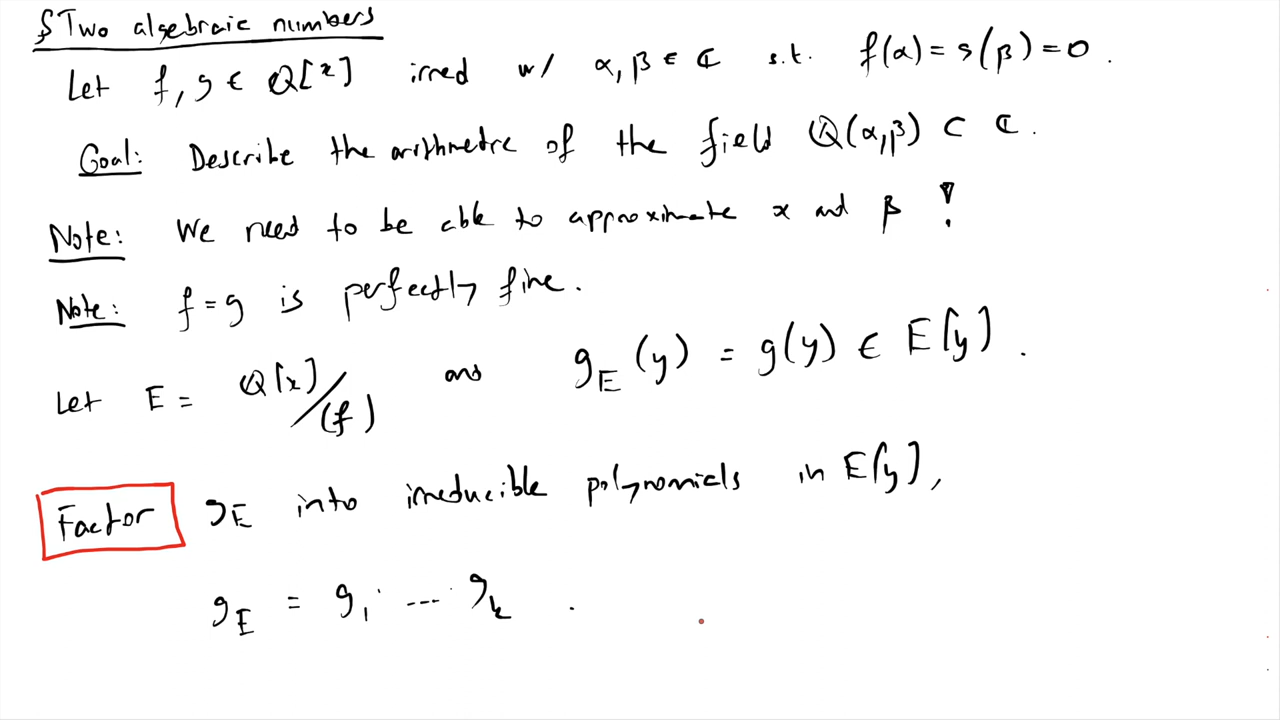 § Two algebraic numbers
Let f, g ∈ ℚ[x] irred w/ α, β ∈ ℂ s.t. f(α) = g(β) = 0.
Goal: Describe the arithmetic of the field ℚ(α,β) ⊂ ℂ.
Note: We need to be able to approximate α and β !
Note: f = g is perfectly fine.
Let E = ℚ[x]/(f) and g_E(y) = g(y) ∈ E[y].
Factor g_E into irreducible polynomials in E[y],
g_E = g_1 · ... · g_k .